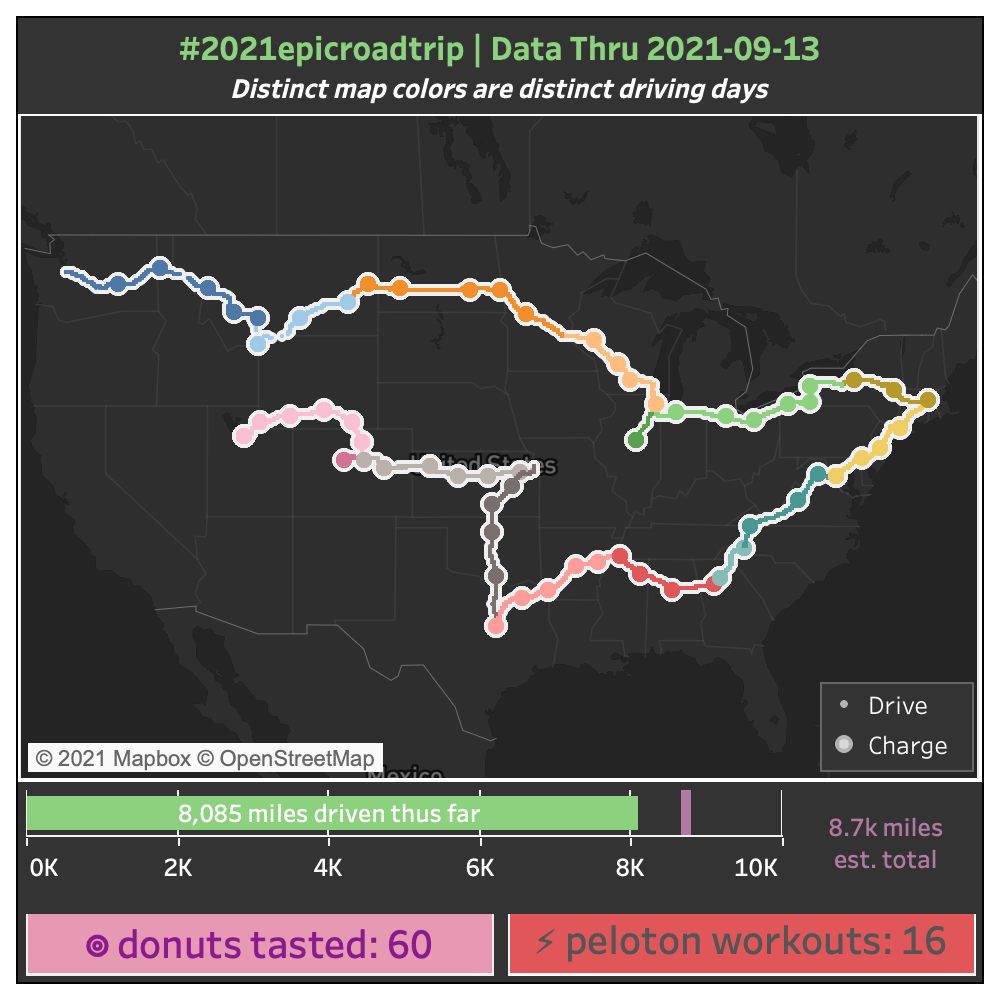 #2021epicroadtrip | Data Thru 2021-09-13
Distinct map colors are distinct driving days
United States
Drive
Charge
© 2021 Mapbox © OpenStreetMap
Mexico
8,085 miles driven thus far
0K 2K 4K 6K 8K 10K
8.7k miles
est. total
⊚ donuts tasted: 60
⚡ peloton workouts: 16